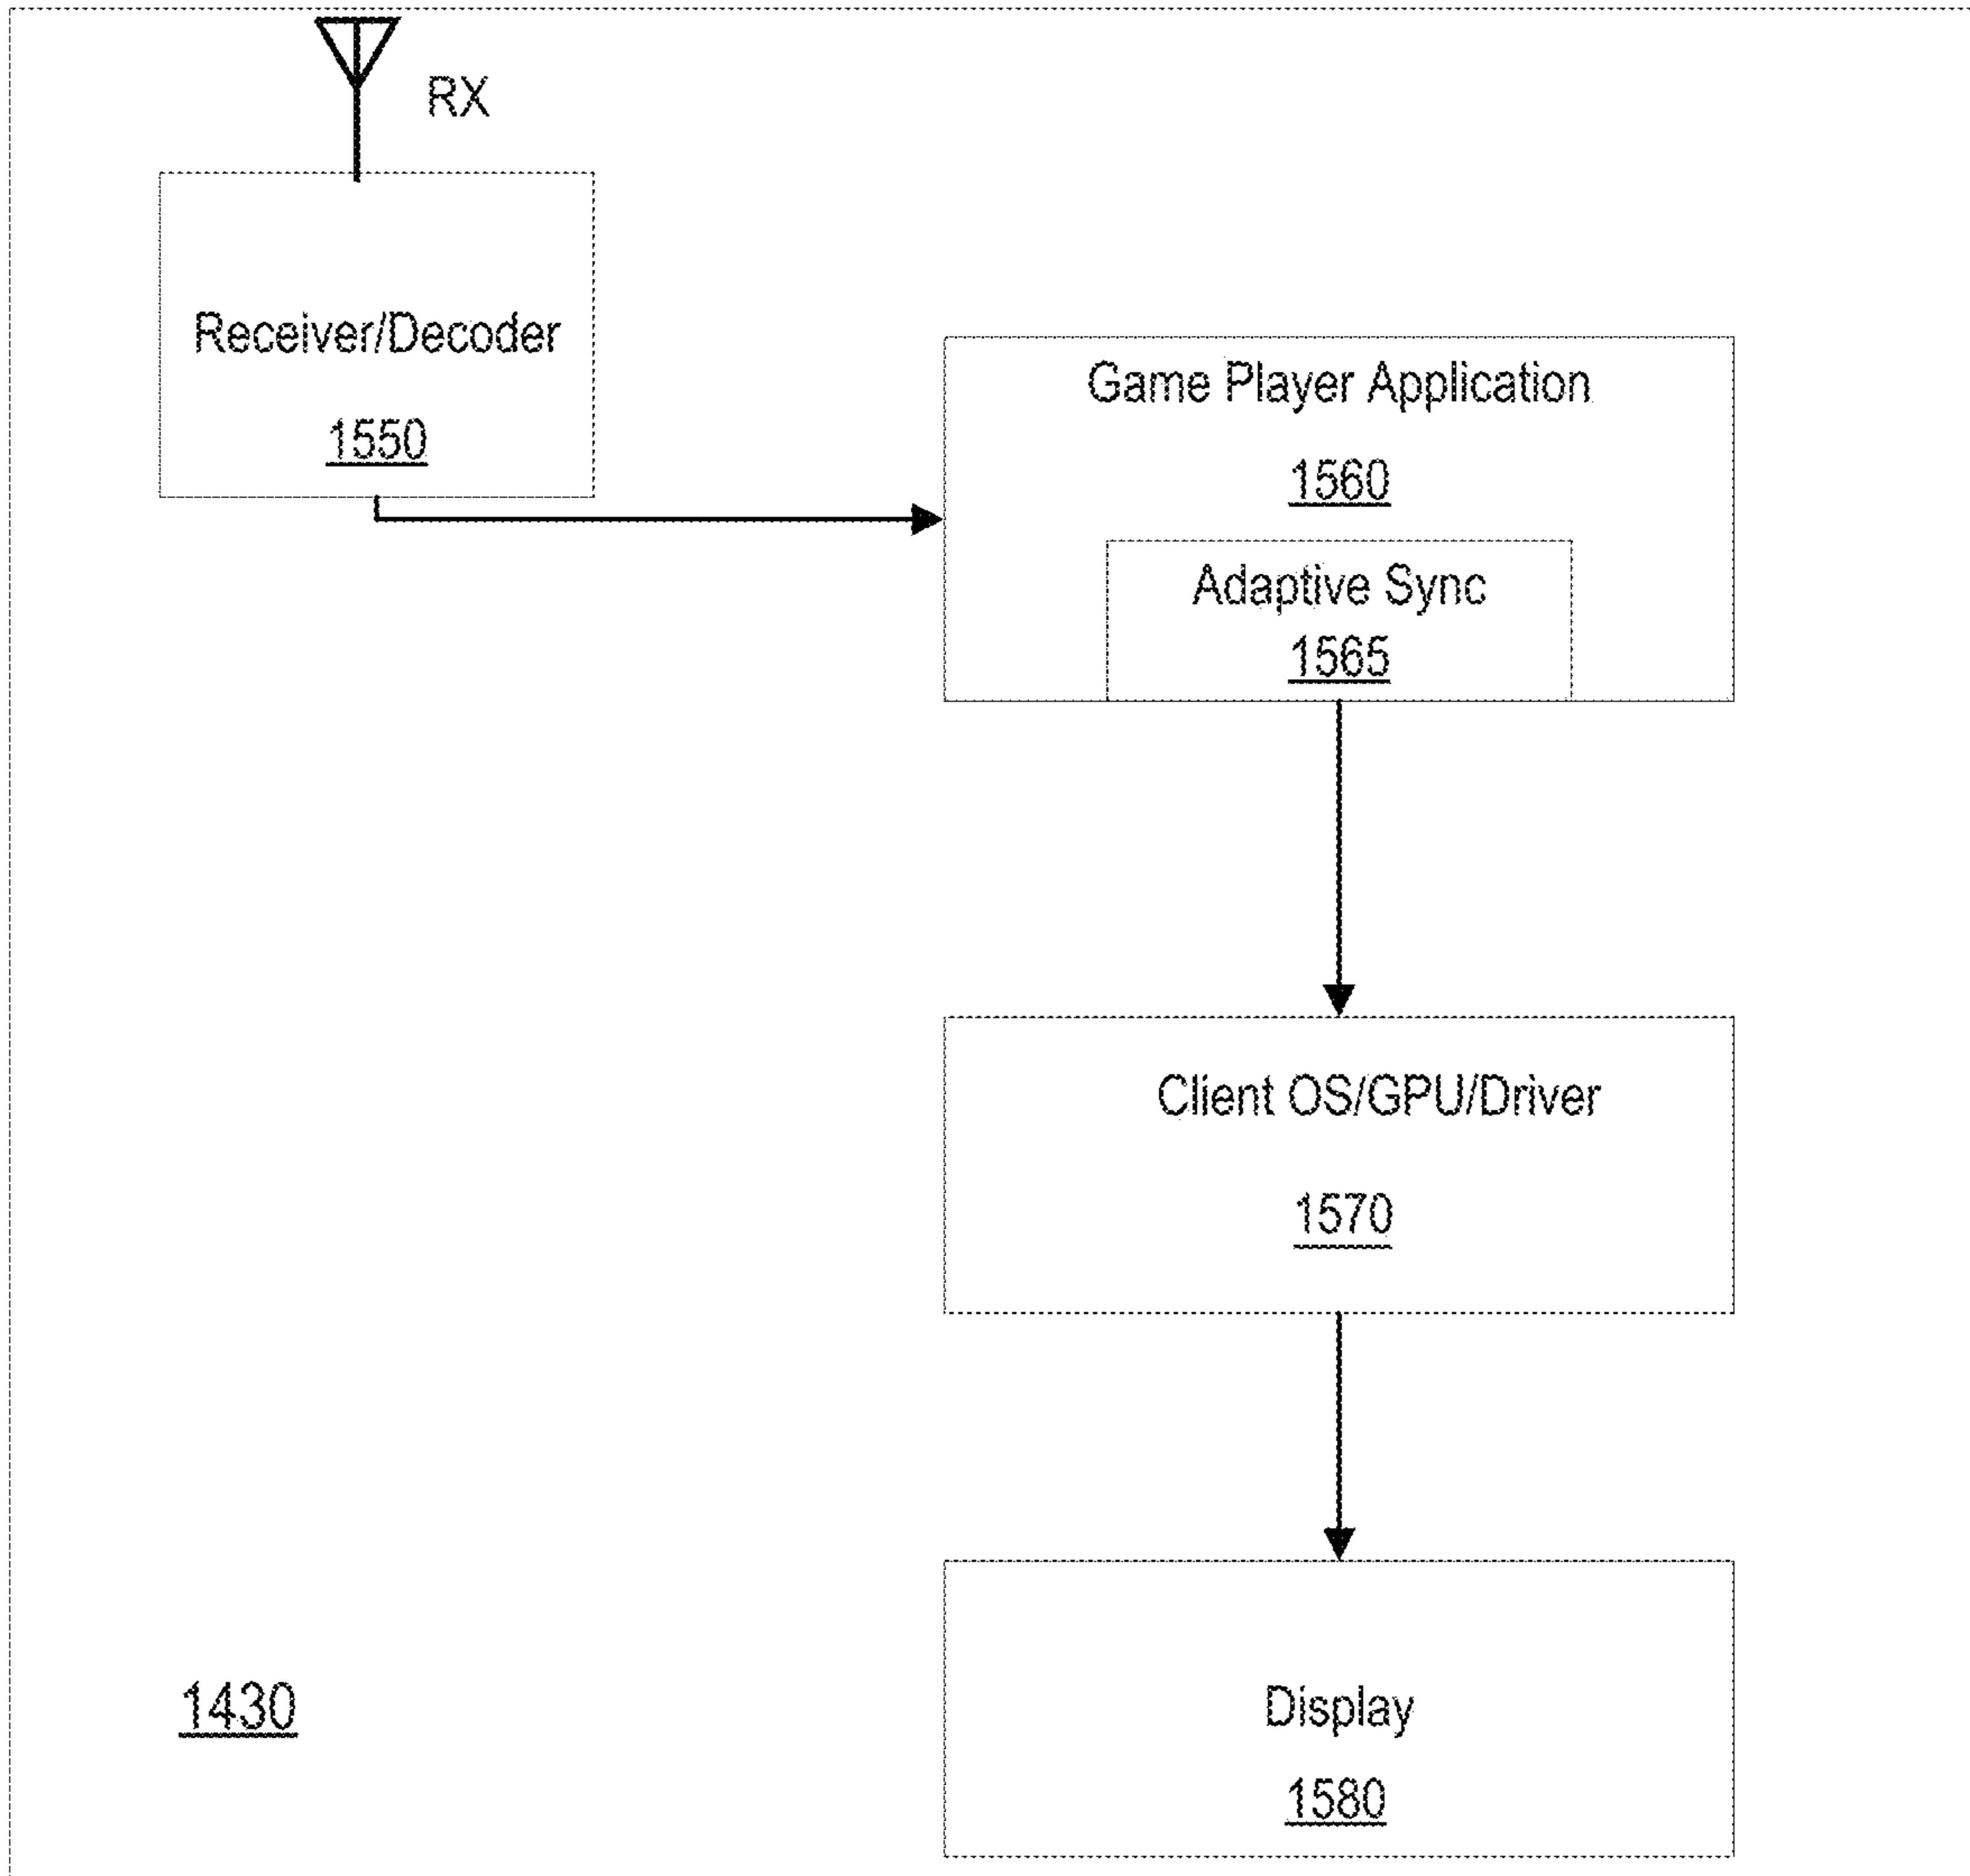 RX
Receiver/Decoder
1550
Game Player Application
1560
Adaptive Sync
1565
Client OS/GPU/Driver
1570
Display
1580
1430